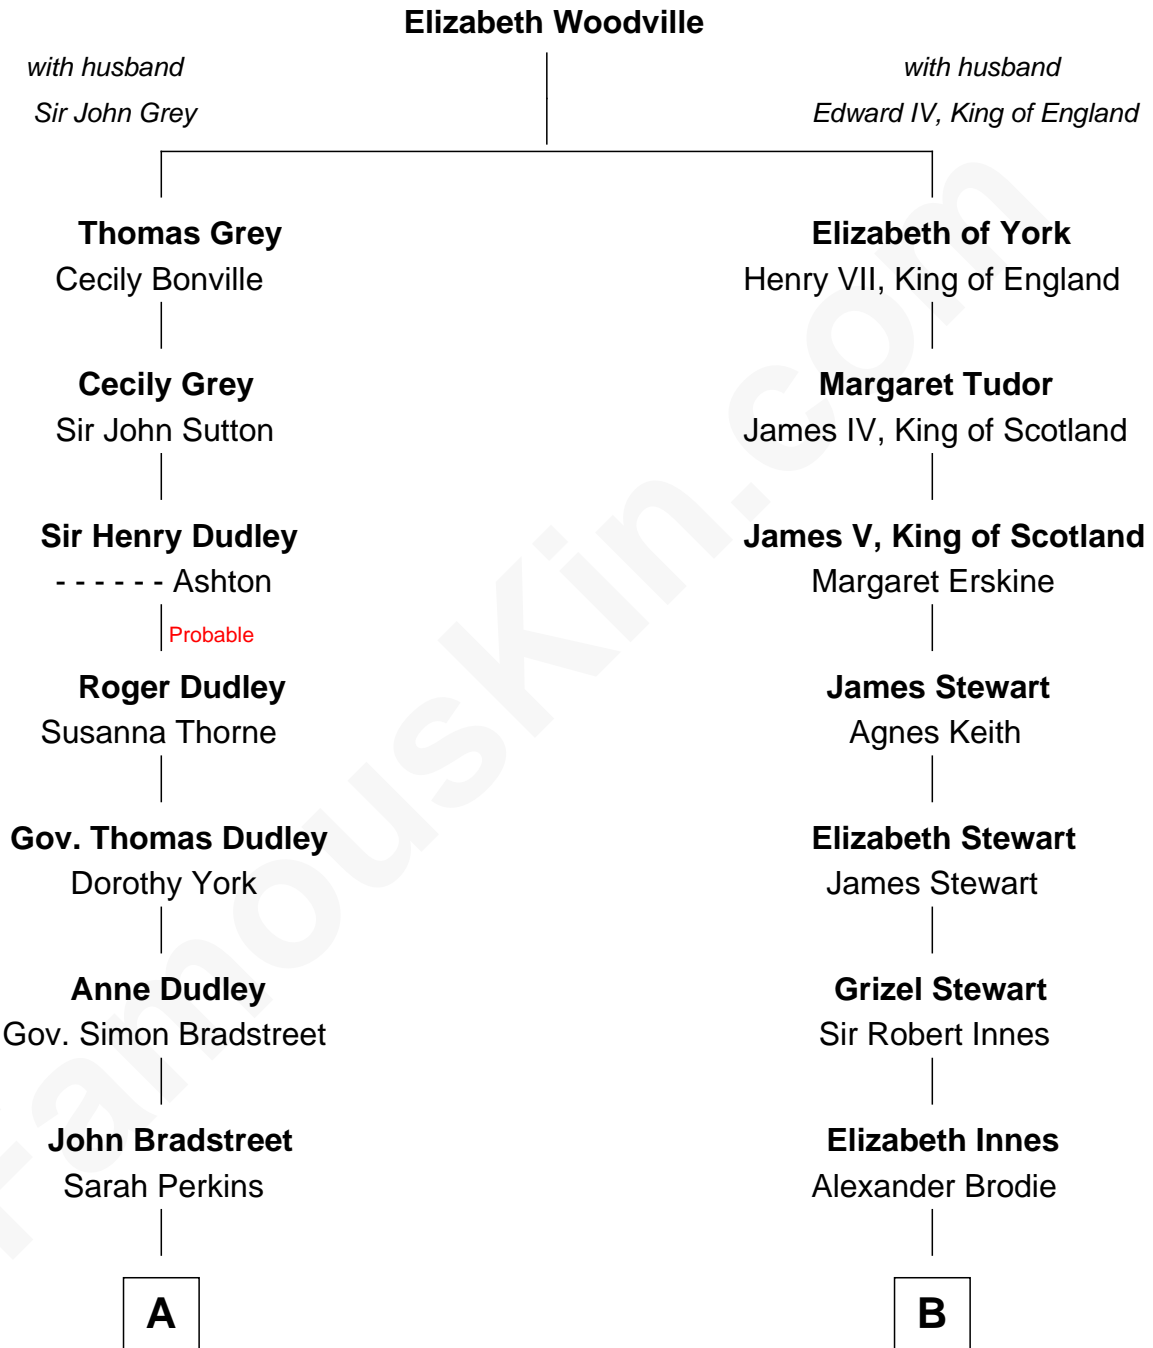 Elizabeth Woodville
with husband
Sir John Grey
with husband
Edward IV, King of England
Thomas Grey
Cecily Bonville
Elizabeth of York
Henry VII, King of England
Cecily Grey
Sir John Sutton
Margaret Tudor
James IV, King of Scotland
Sir Henry Dudley
- - - - - - Ashton
James V, King of Scotland
Margaret Erskine
Probable
Roger Dudley
Susanna Thorne
James Stewart
Agnes Keith
Gov. Thomas Dudley
Dorothy York
Elizabeth Stewart
James Stewart
Anne Dudley
Gov. Simon Bradstreet
Grizel Stewart
Sir Robert Innes
John Bradstreet
Sarah Perkins
Elizabeth Innes
Alexander Brodie
A
B
FamousKin.com